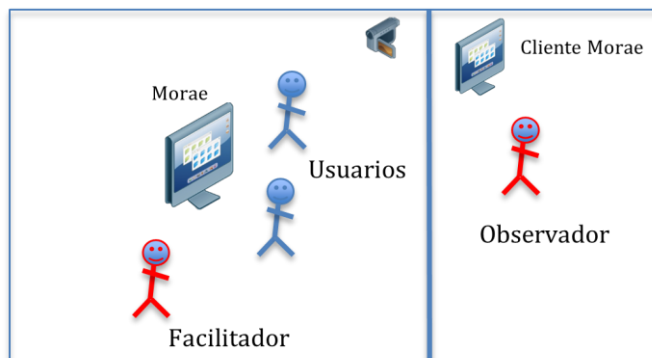 Cliente Morae
Morae
Usuarios
Observador
Facilitador